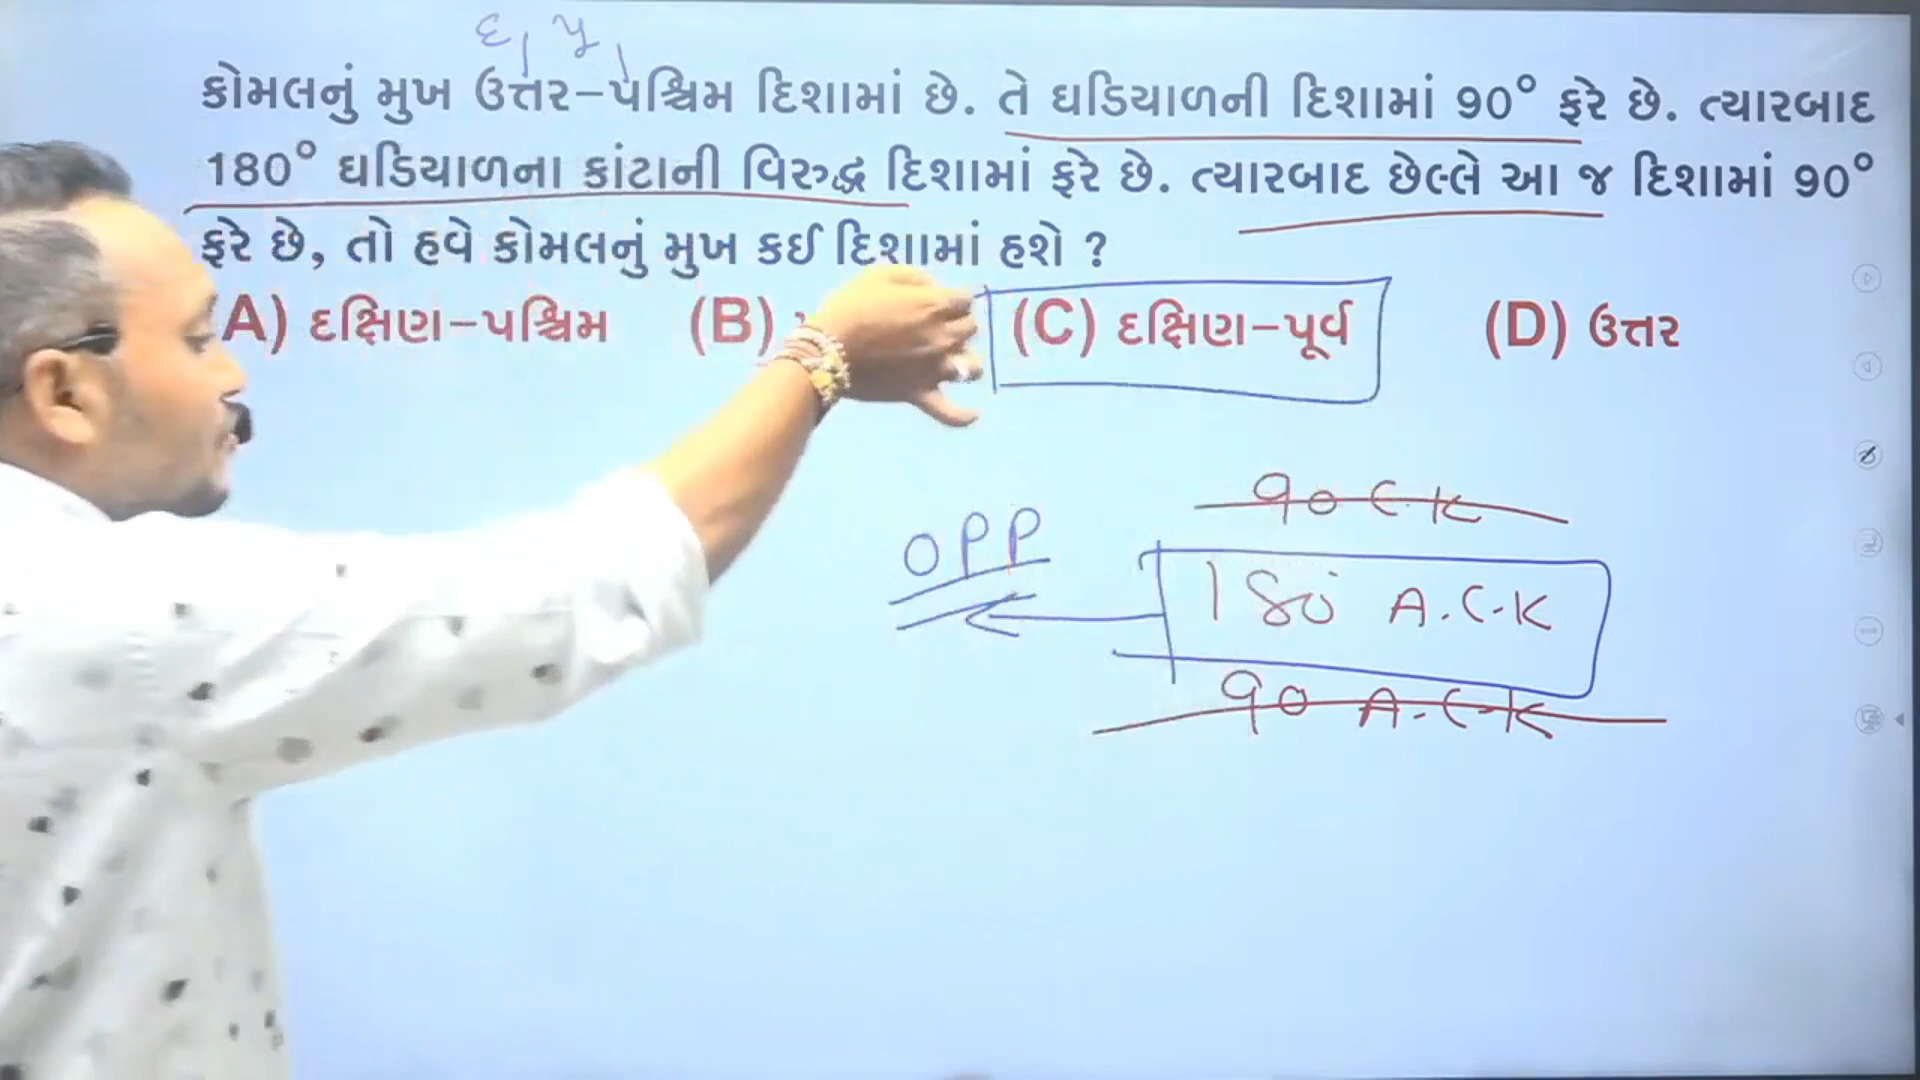 દ, પૂ,
કોમલનું મુખ ઉત્તર-પશ્ચિમ દિશામાં છે. તે ઘડિયાળની દિશામાં 90° ફરે છે. ત્યારબાદ
180° ઘડિયાળના કાંટાની વિરુદ્ધ દિશામાં ફરે છે. ત્યારબાદ છેલ્લે આ જ દિશામાં 90°
ફરે છે, તો હવે કોમલનું મુખ કઈ દિશામાં હશે ?
A) દક્ષિણ-પશ્ચિમ (B) (C) દક્ષિણ-પૂર્વ (D) ઉત્તર
90 C.K
OPP 180 A.C.K
90 A.C.K